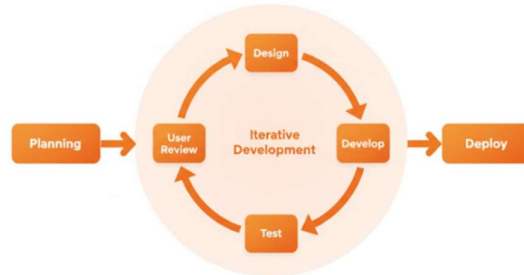 Design
Planning
User
Review
Iterative
Development
Develop
Deploy
Test